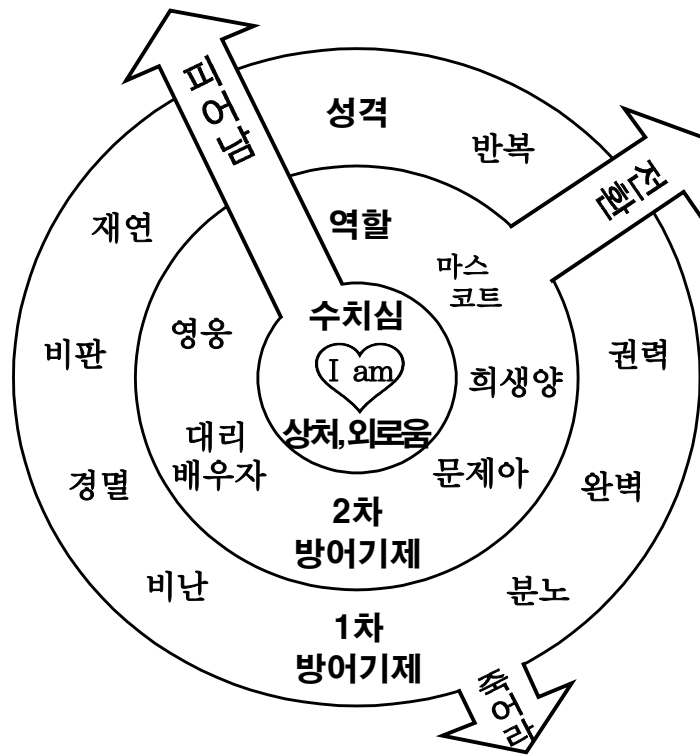 피어남
성격
반복
전환
재연
역할
마스
코트
수치심
영웅
비판
I am
권력
희생양
상처,외로움
대리
배우자
문제아
경멸
완벽
2차
방어기제
비난
분노
1차
방어기제
죽어라